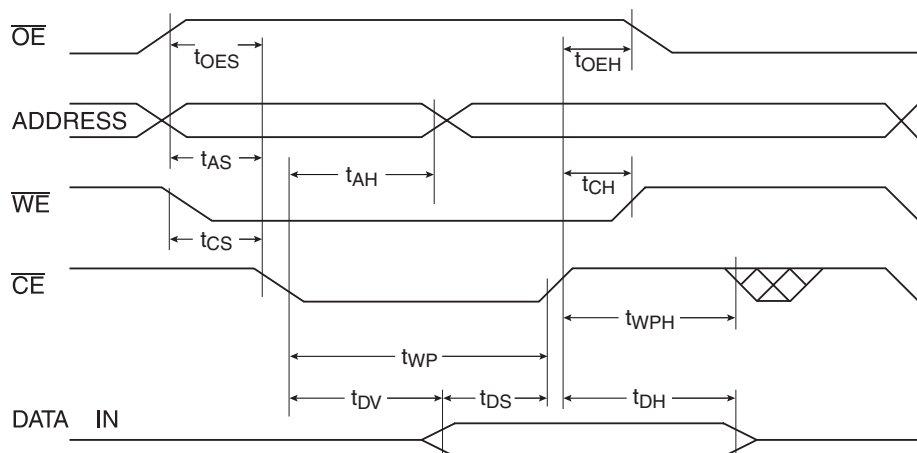 OE
tOES
tOEH
ADDRESS
tAS
tAH
tCH
WE
tCS
CE
tWPH
tWP
tDV
tDS
tDH
DATA IN